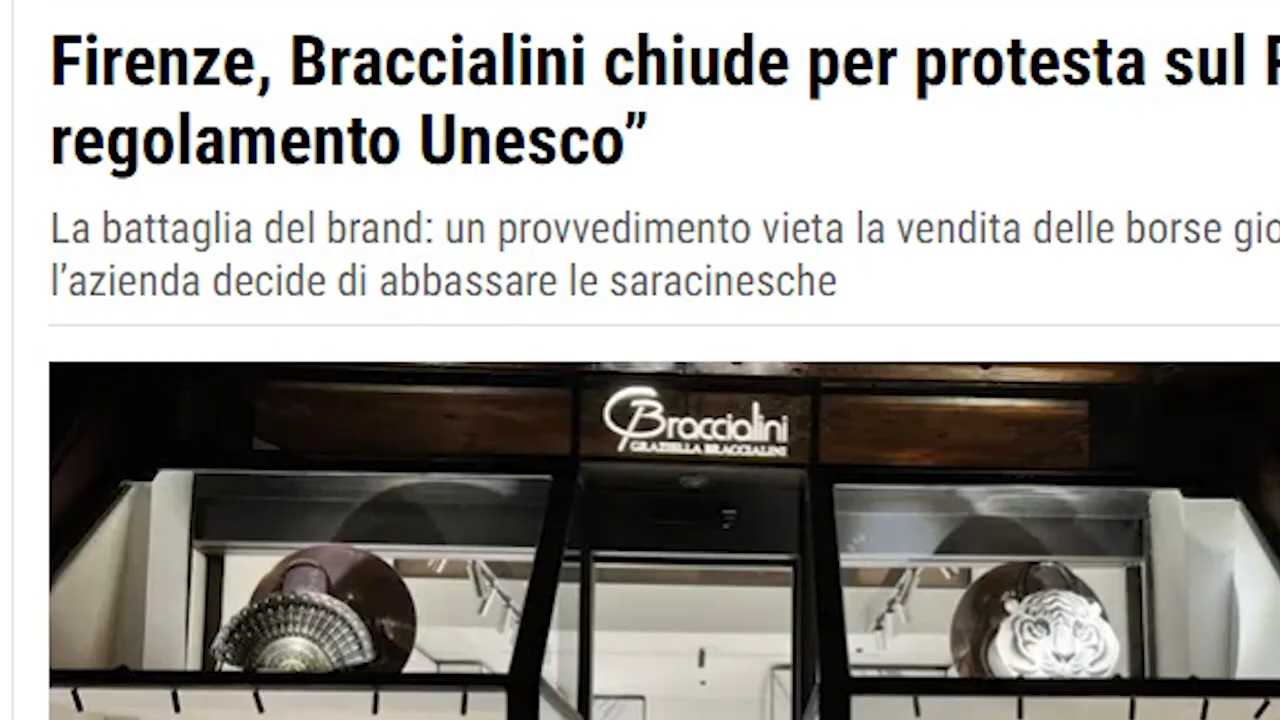 Firenze, Braccialini chiude per protesta sul
regolamento Unesco”
La battaglia del brand: un provvedimento vieta la vendita delle borse
l’azienda decide di abbassare le saracinesche
Braccialini
GRAZIELLA BRACCIALINI